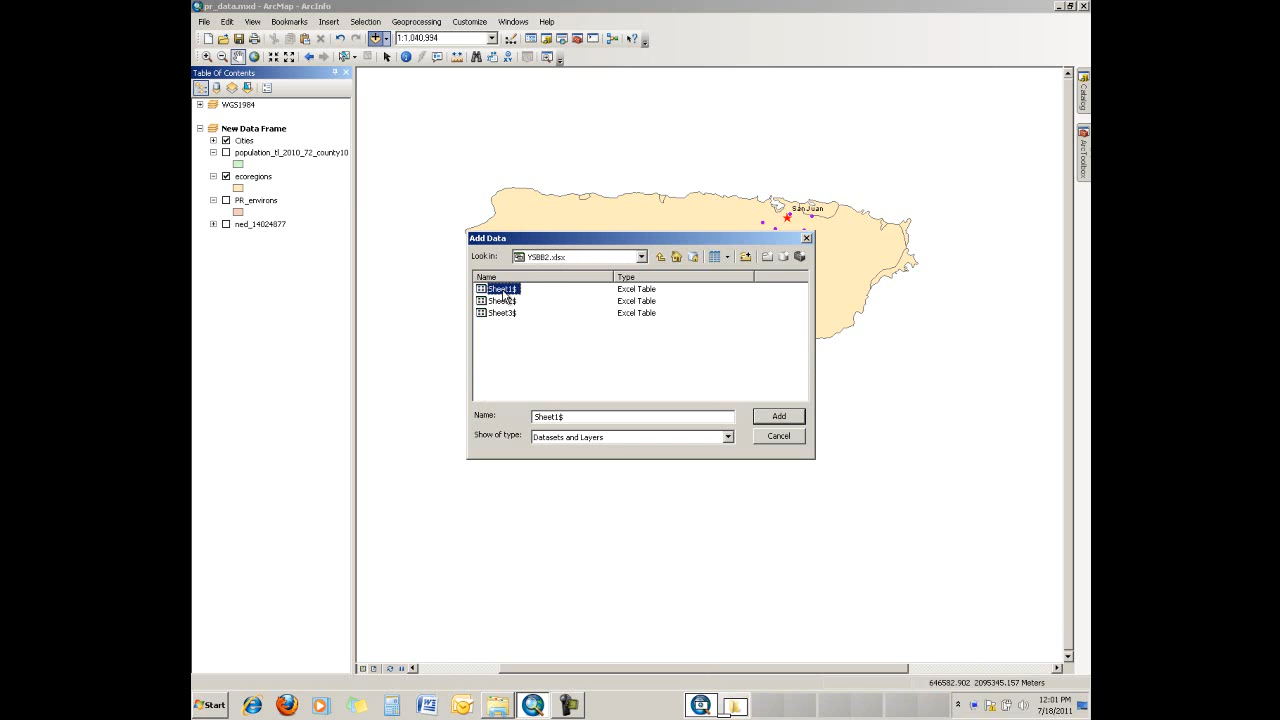 pr_data.mxd - ArcMap - ArcInfo
File Edit View Bookmarks Insert Selection Geoprocessing Customize Windows Help
1:1,040,994
Table Of Contents
WGS1984
New Data Frame
Cities
population_tl_2010_72_county10
ecoregions
PR_environs
ned_14024877
San Juan
Catalog
ArcToolbox
Add Data
Look in: YSBB2.xlsx
Name Type
Sheet1$ Excel Table
Sheet2$ Excel Table
Sheet3$ Excel Table
Name: Sheet1$ Add
Show of type: Datasets and Layers Cancel
646582.902 2095345.157 Meters
Start 12:01 PM
7/18/2011